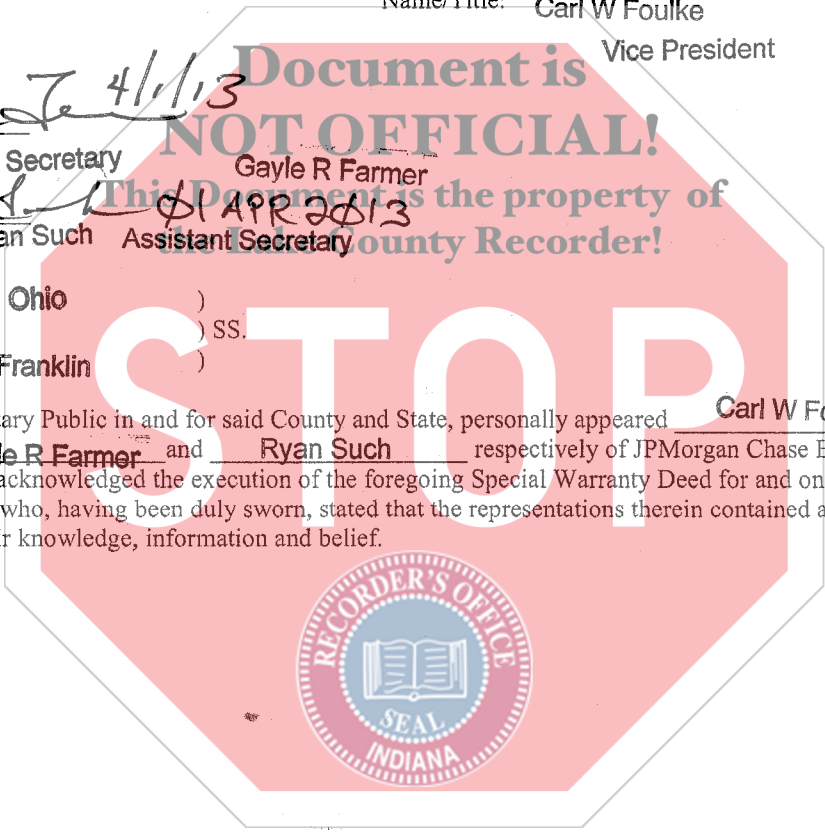 Name/Title: Carl W Foulke
Vice President
Document is
4/1/13
NOT OFFICIAL!
Secretary
Gayle R Farmer
This Document is the property of
01 APR 2013
an Such Assistant Secretary
the Lake County Recorder!
Ohio )
) SS.
Franklin )
STOP
tary Public in and for said County and State, personally appeared Carl W Fo
le R Farmer and Ryan Such respectively of JPMorgan Chase B
acknowledged the execution of the foregoing Special Warranty Deed for and on
who, having been duly sworn, stated that the representations therein contained a
r knowledge, information and belief.
RECORDER'S OFFICE
SEAL
INDIANA